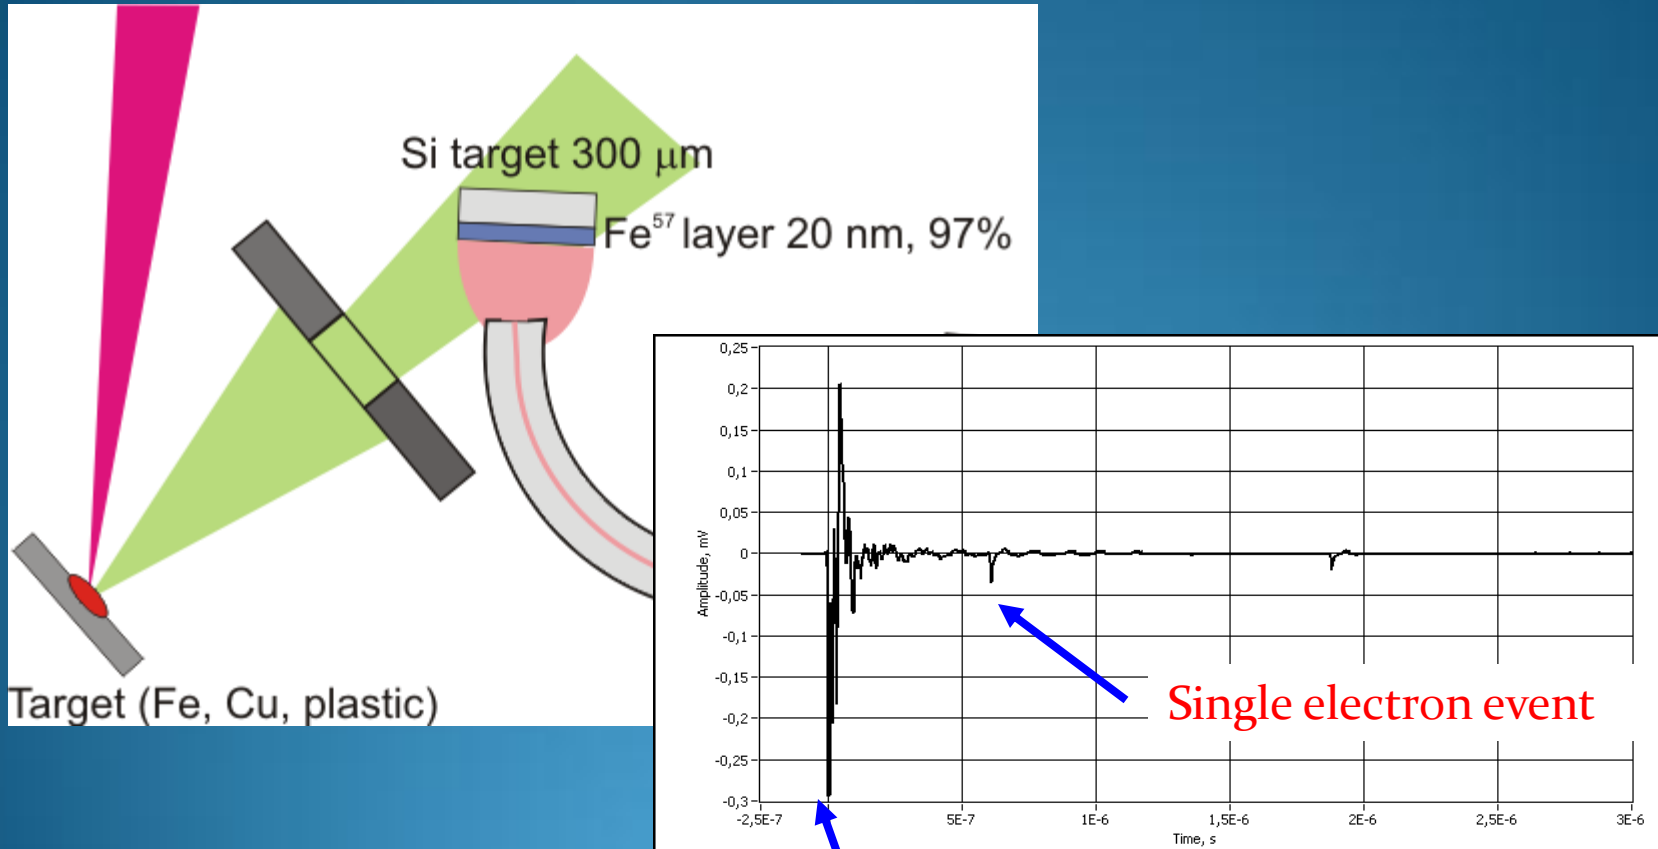 Si target 300 μm
Fe⁵⁷ layer 20 nm, 97%
Target (Fe, Cu, plastic)
0,25
0,2
0,15
0,1
0,05
0
-0,05
-0,1
-0,15
-0,2
-0,25
-0,3
Amplitude, mV
Single electron event
-2,5E-7
5E-7
1E-6
1,5E-6
2E-6
2,5E-6
3E-6
Time, s